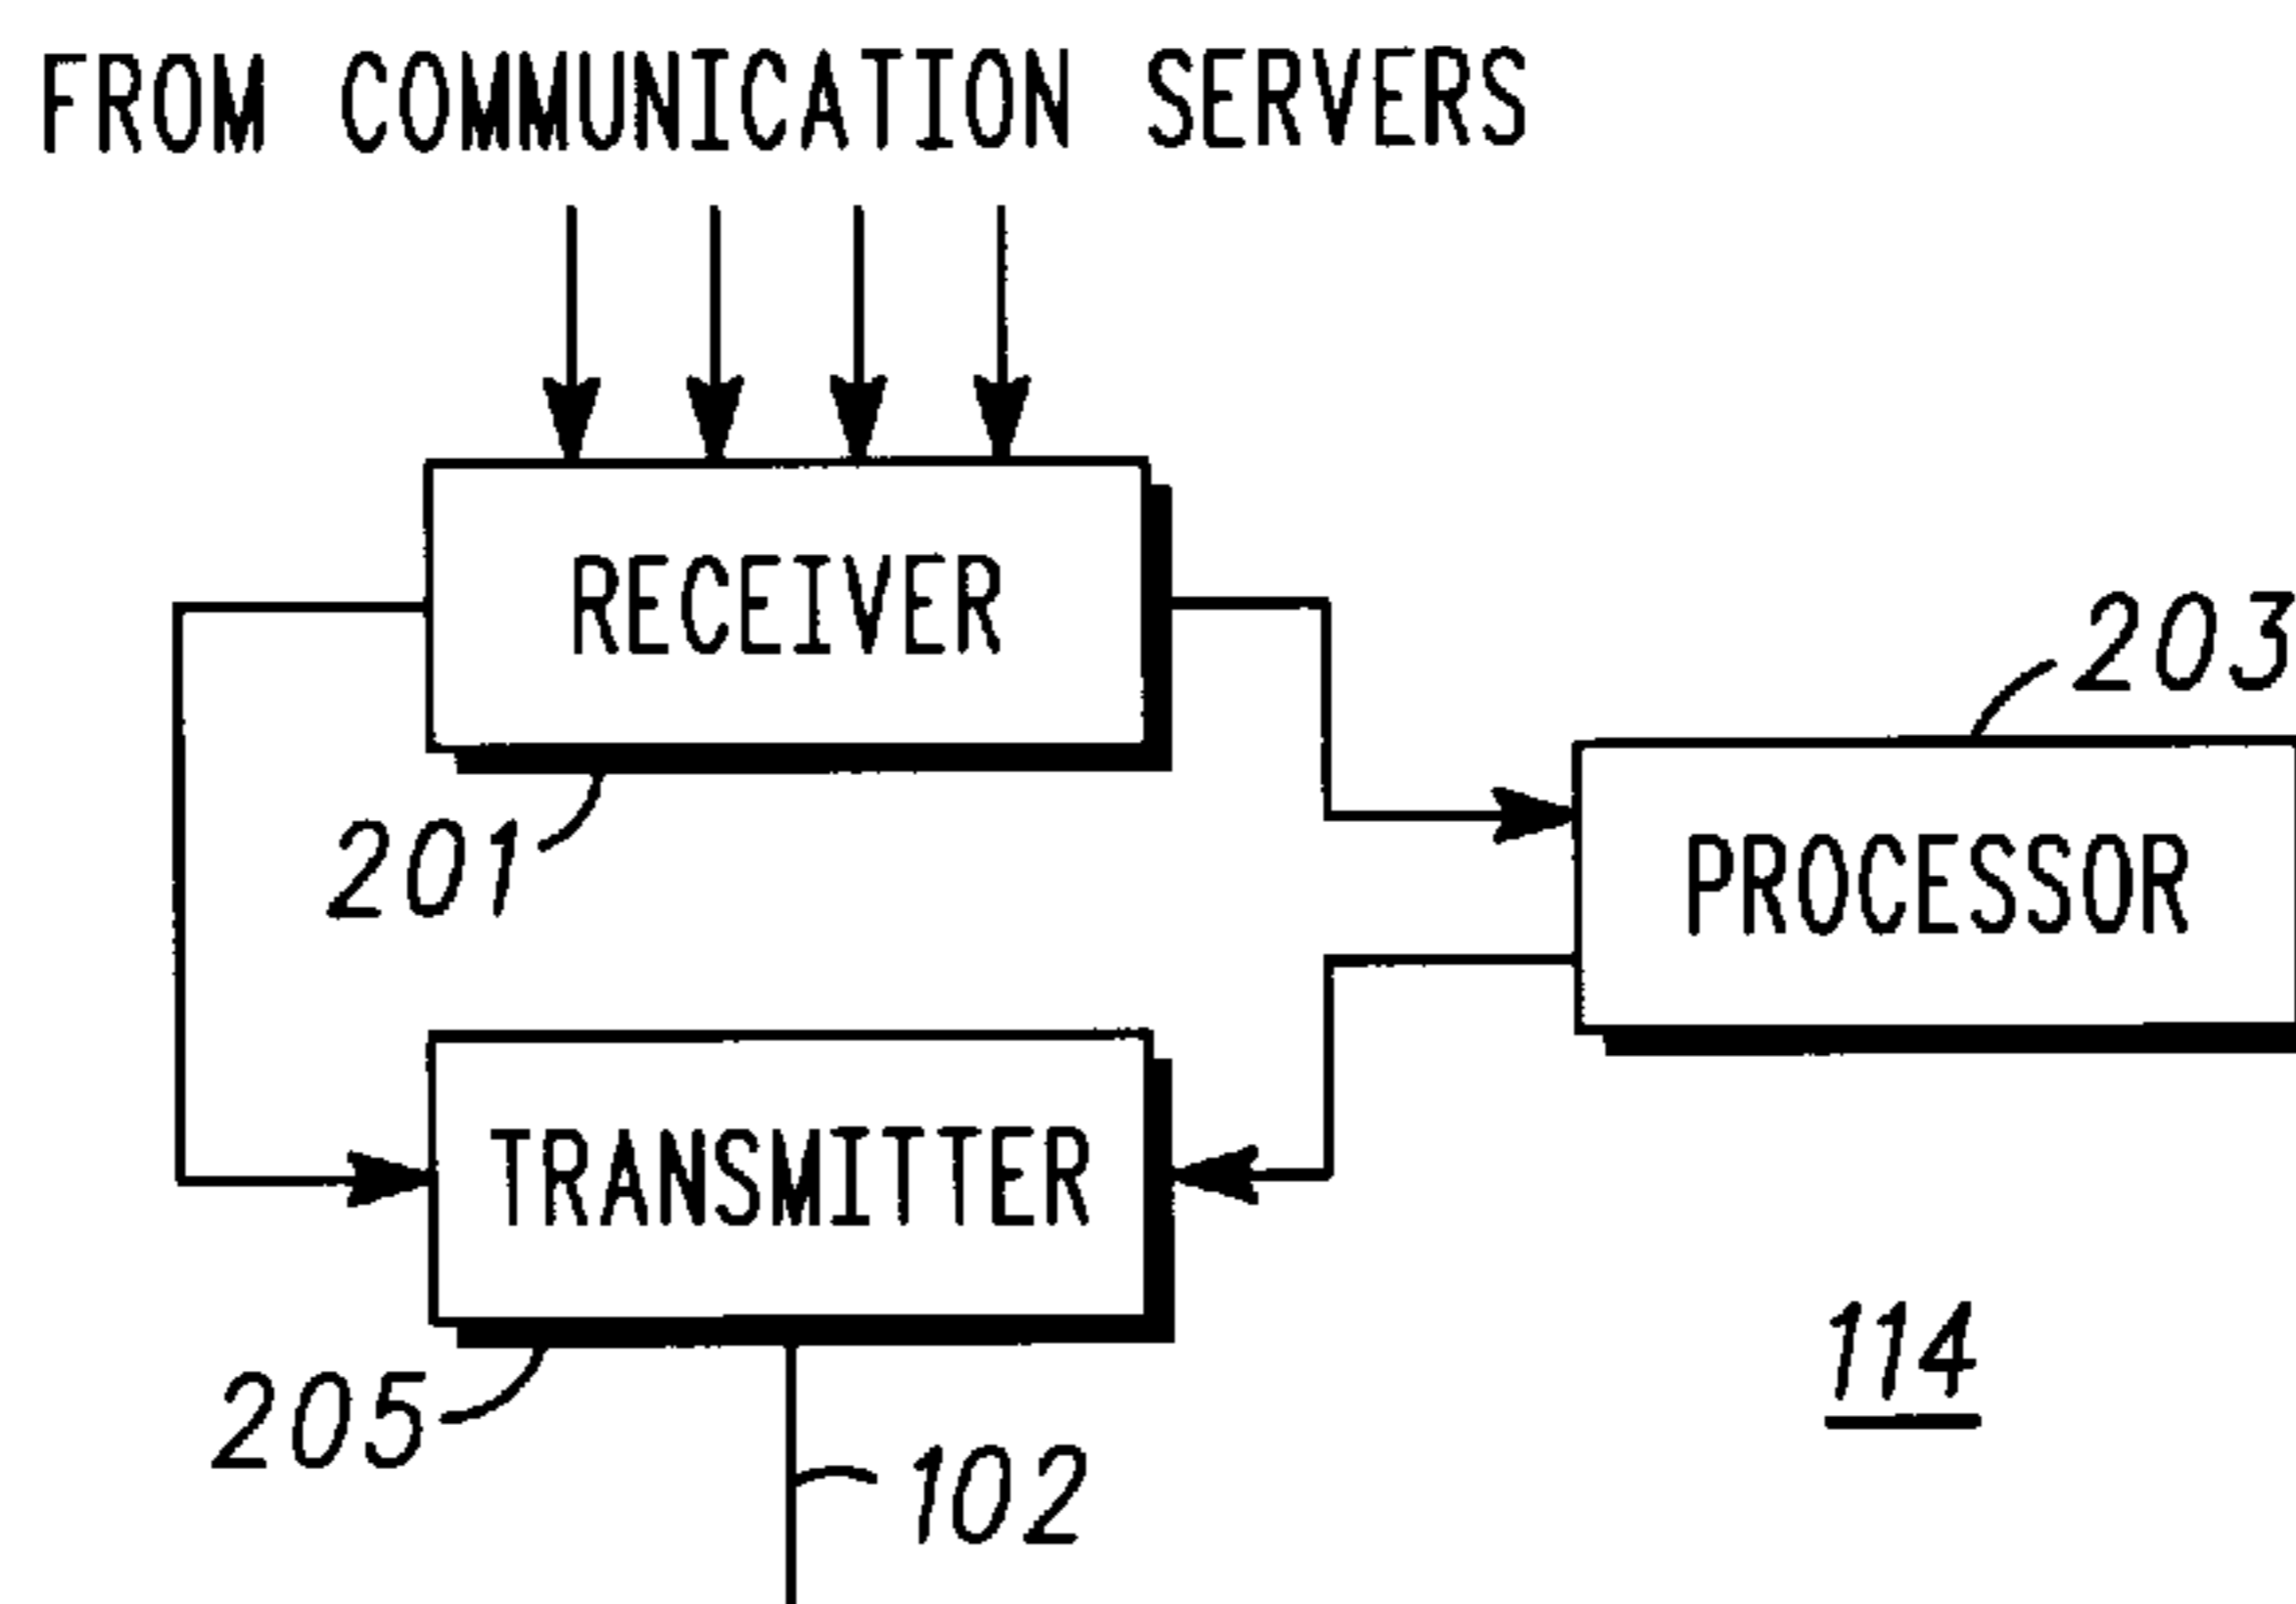 FROM COMMUNICATION SERVERS
RECEIVER
203
201
PROCESSOR
TRANSMITTER
114
205
102